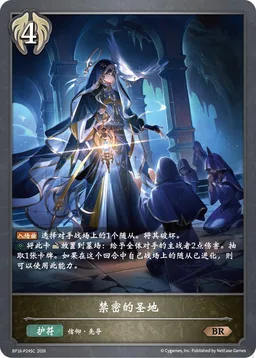 4
入场曲 选择对手战场上的1个随从。将其破坏。
将此卡 放置到墓场：给予全体对手的主战者2点伤害。抽
取1张卡牌。如果在这个回合中自己战场上的随从已进化，则
可以使用此能力。
禁密的圣地
护符 信仰・先导
BR
BP16-P24SC 2026
© Cygames, Inc. Published by NetEase Games